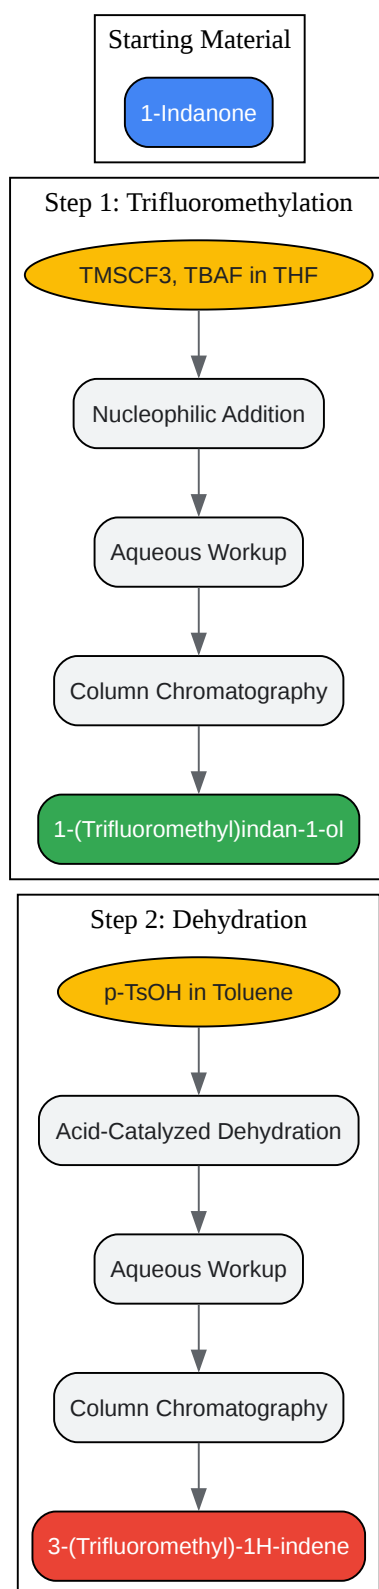 Starting Material
1-Indanone
Step 1: Trifluoromethylation
TMSCF3, TBAF in THF
Nucleophilic Addition
Aqueous Workup
Column Chromatography
1-(Trifluoromethyl)indan-1-ol
Step 2: Dehydration
p-TsOH in Toluene
Acid-Catalyzed Dehydration
Aqueous Workup
Column Chromatography
3-(Trifluoromethyl)-1H-indene